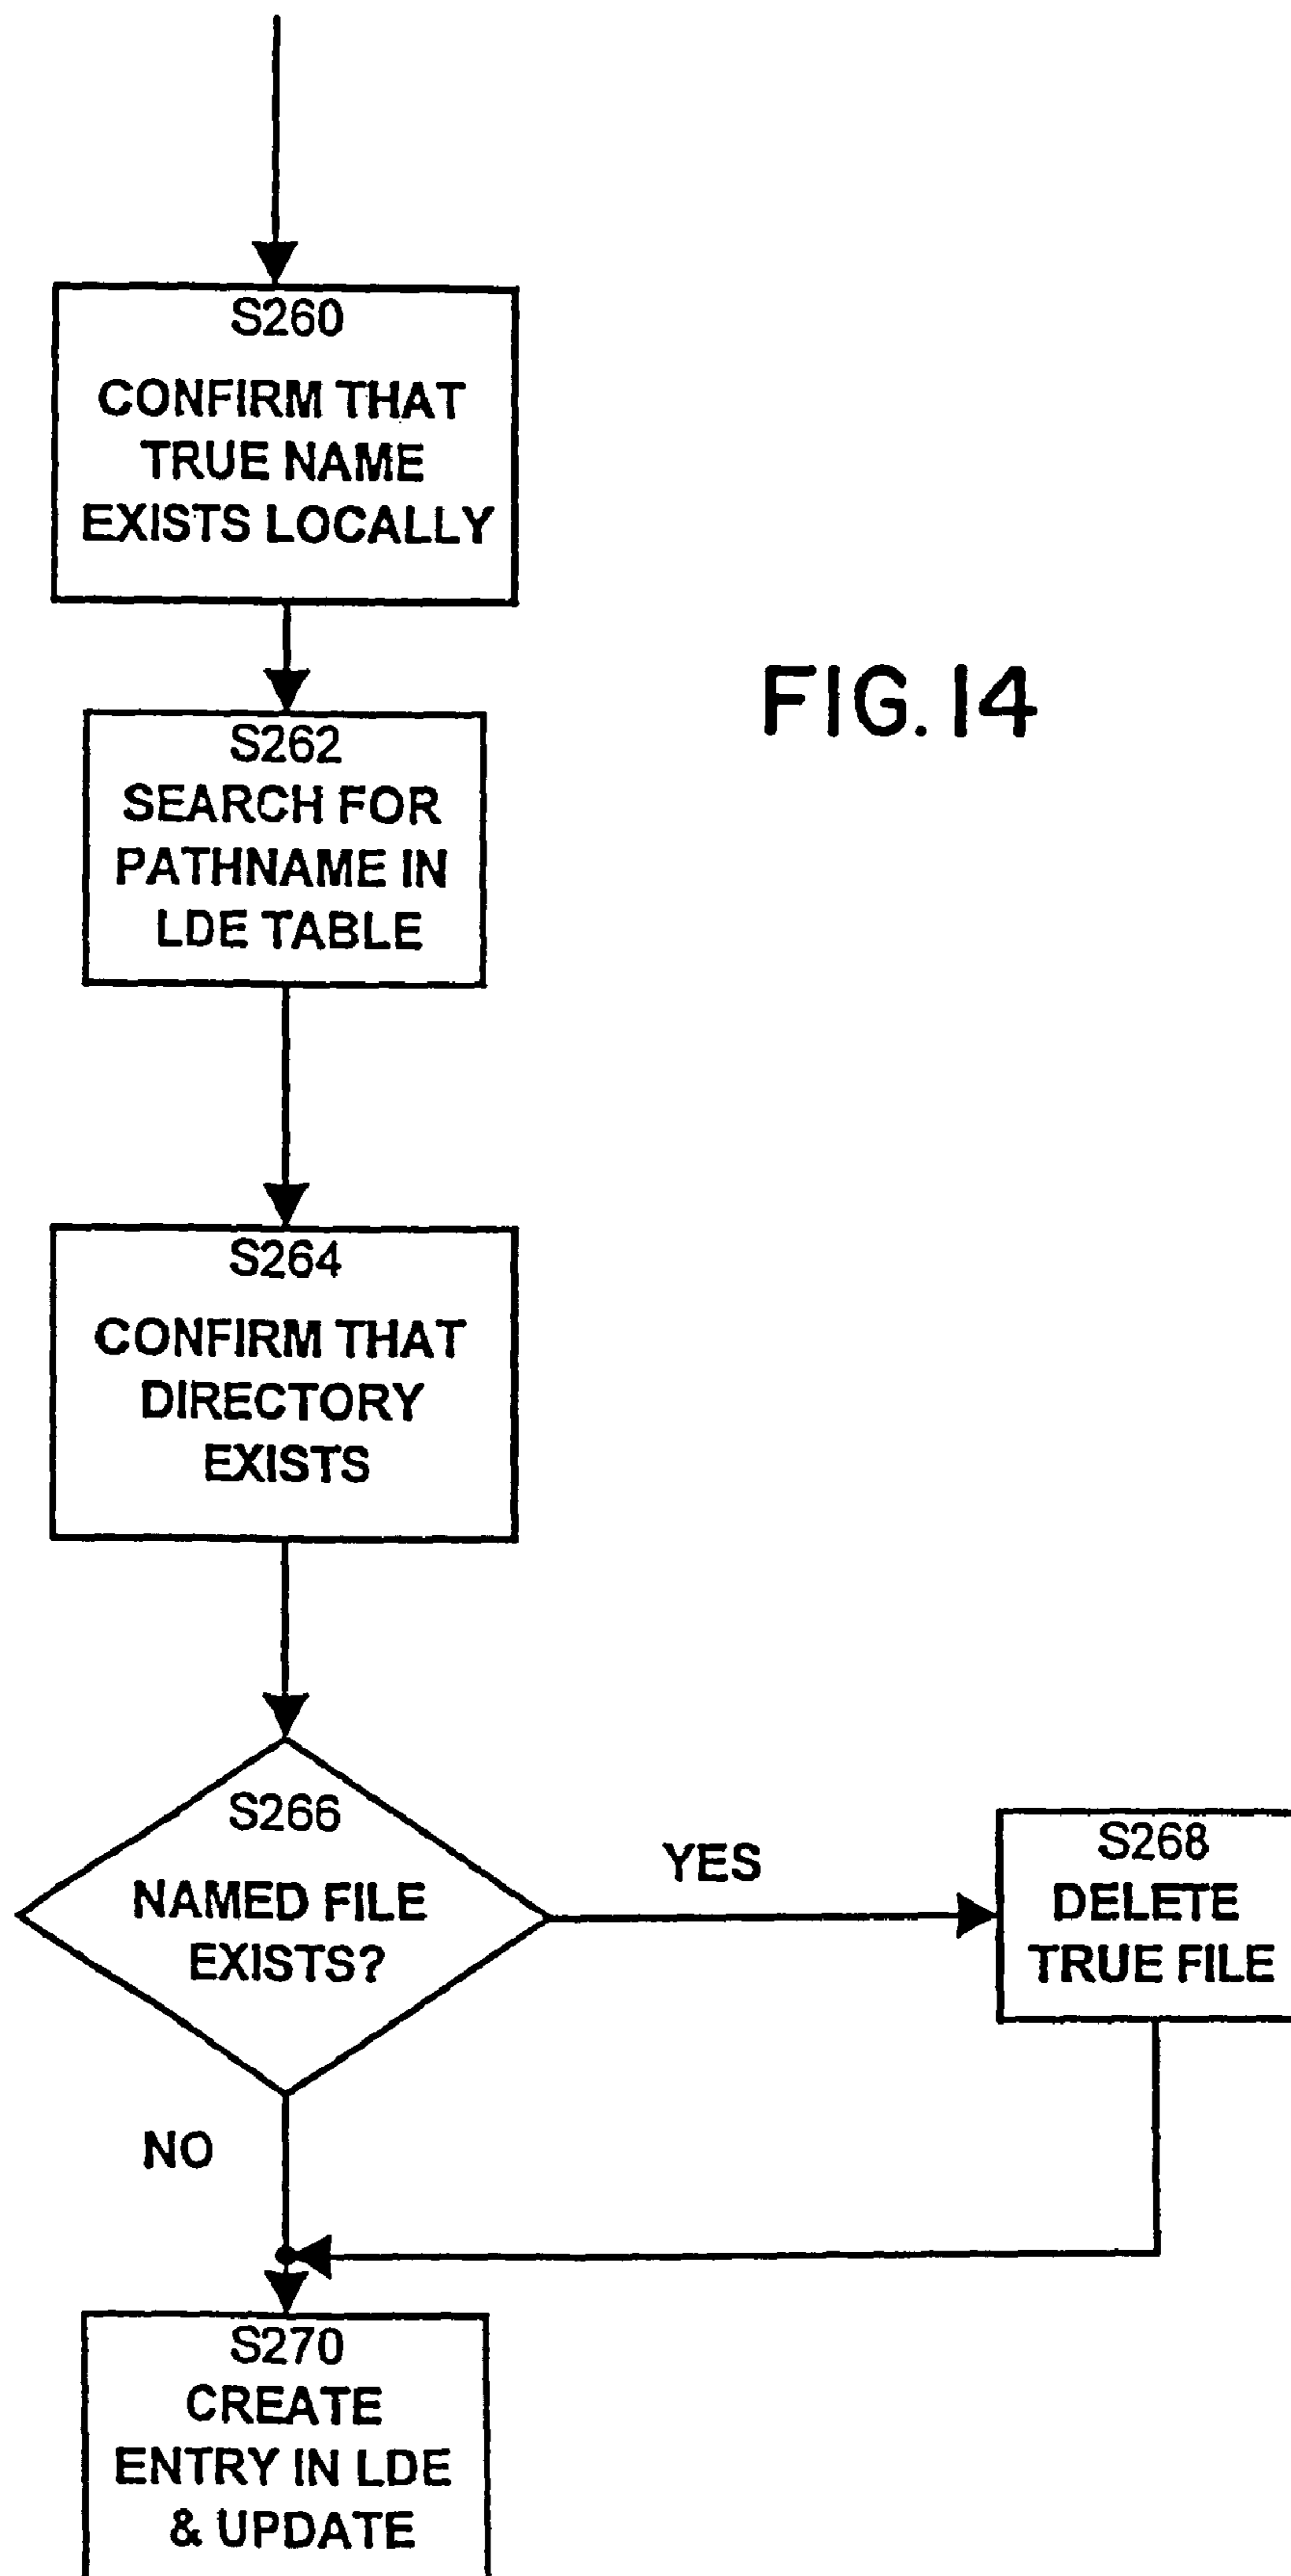 S260
CONFIRM THAT
TRUE NAME
EXISTS LOCALLY
FIG. 14
S262
SEARCH FOR
PATHNAME IN
LDE TABLE
S264
CONFIRM THAT
DIRECTORY
EXISTS
S266
NAMED FILE
EXISTS?
YES
S268
DELETE
TRUE FILE
NO
S270
CREATE
ENTRY IN LDE
& UPDATE